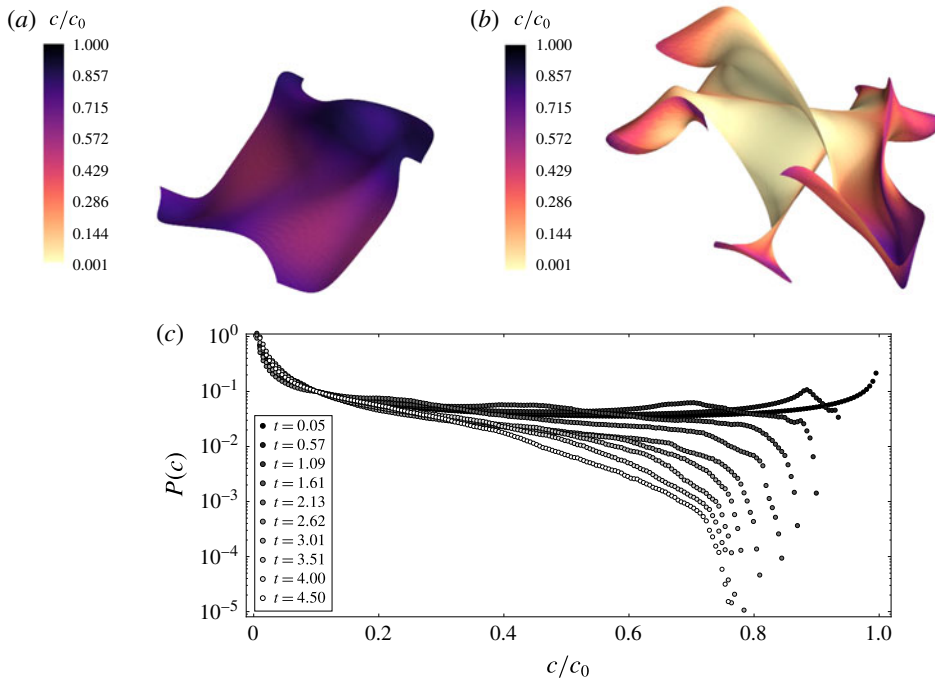 (a) c/c0
1.000
0.857
0.715
0.572
0.429
0.286
0.144
0.001
(b) c/c0
1.000
0.857
0.715
0.572
0.429
0.286
0.144
0.001
(c)
10^0
10^-1
10^-2
10^-3
10^-4
10^-5
P(c)
t = 0.05
t = 0.57
t = 1.09
t = 1.61
t = 2.13
t = 2.62
t = 3.01
t = 3.51
t = 4.00
t = 4.50
0 0.2 0.4 0.6 0.8 1.0
c/c0